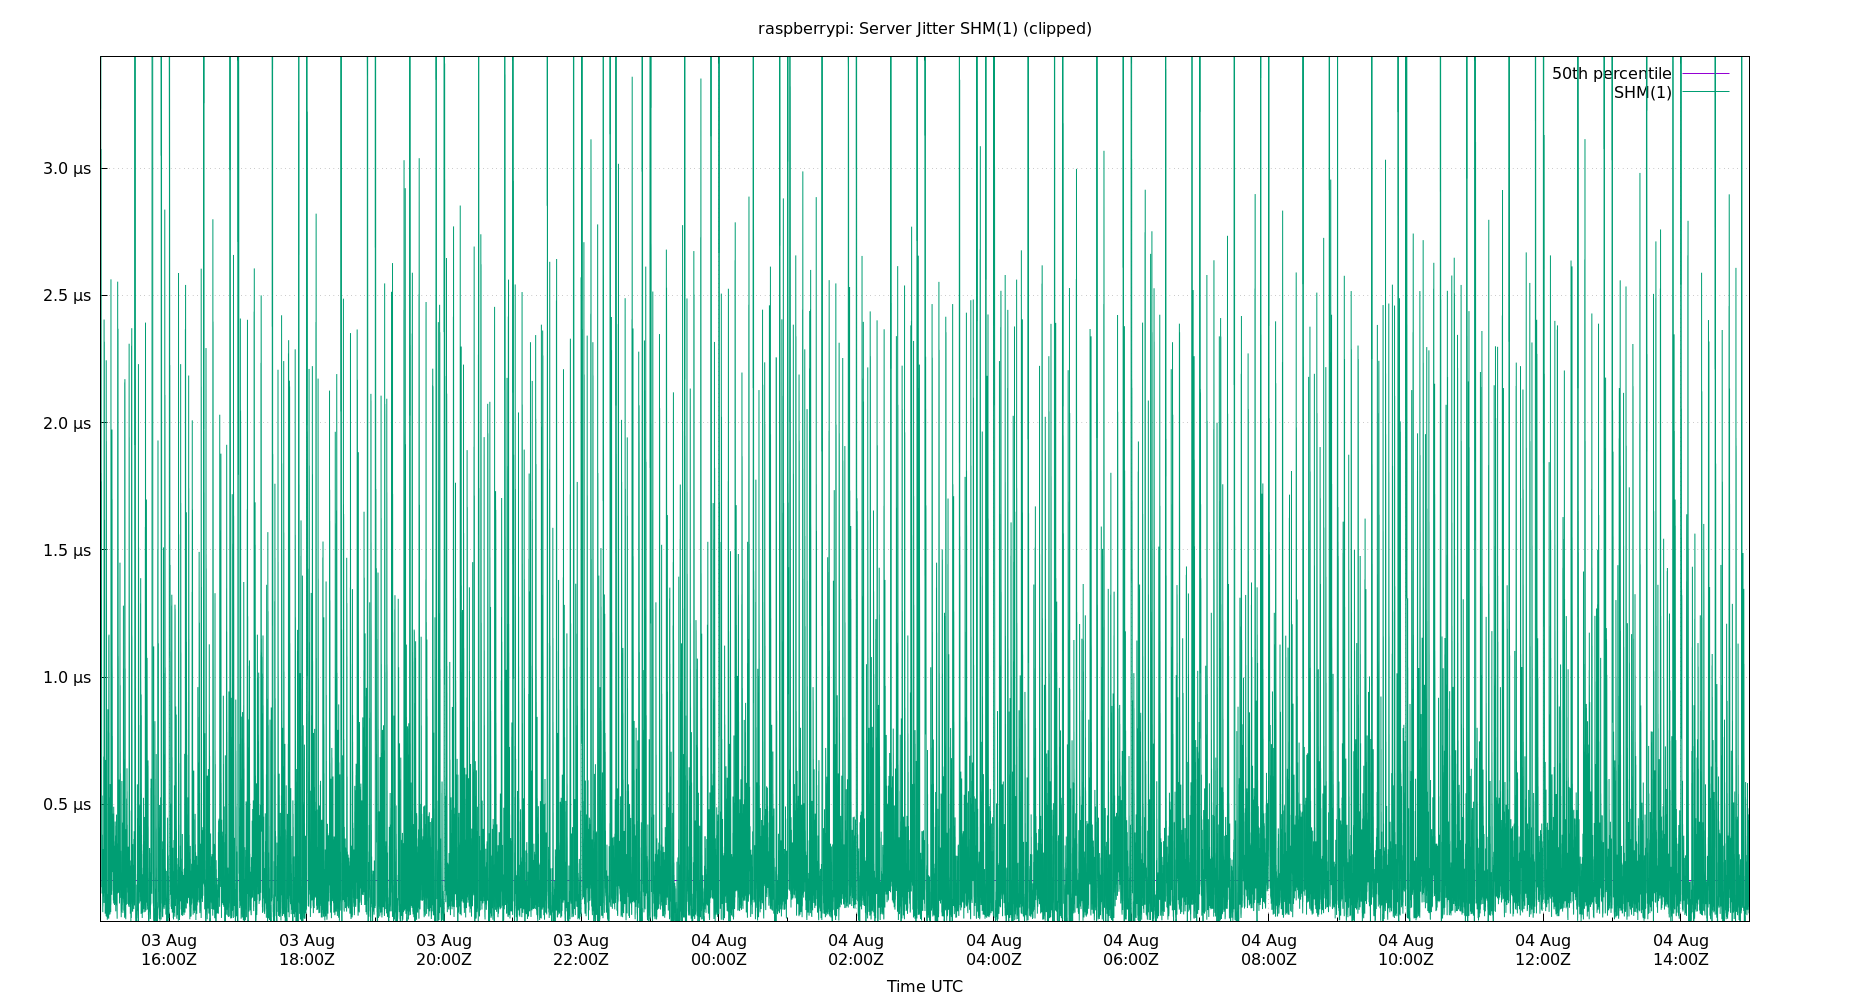 raspberrypi: Server Jitter SHM(1) (clipped)
50th percentile
SHM(1)
3.0 µs
2.5 µs
2.0 µs
1.5 µs
1.0 µs
0.5 µs
03 Aug 03 Aug 03 Aug 03 Aug 04 Aug 04 Aug 04 Aug 04 Aug 04 Aug 04 Aug 04 Aug 04 Aug
16:00Z 18:00Z 20:00Z 22:00Z 00:00Z 02:00Z 04:00Z 06:00Z 08:00Z 10:00Z 12:00Z 14:00Z
Time UTC